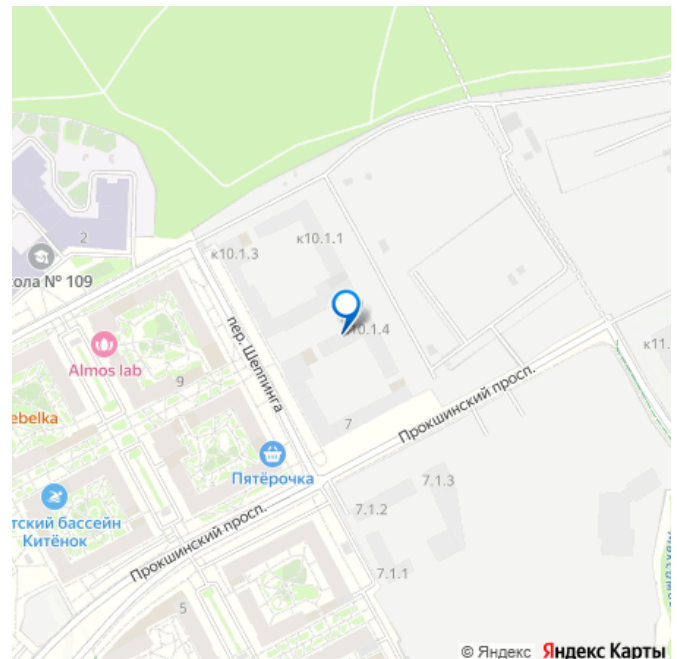 2
кола № 109
к10.1.1
к10.1.3
10.1.4
Almos lab
9
пер. Шеппинга
ebelka
Пятёрочка
7
Прокшинский просп.
к11.
7.1.3
7.1.2
7.1.1
тский бассейн
Китёнок
Прокшинский просп.
5
© Яндекс Яндекс Карты